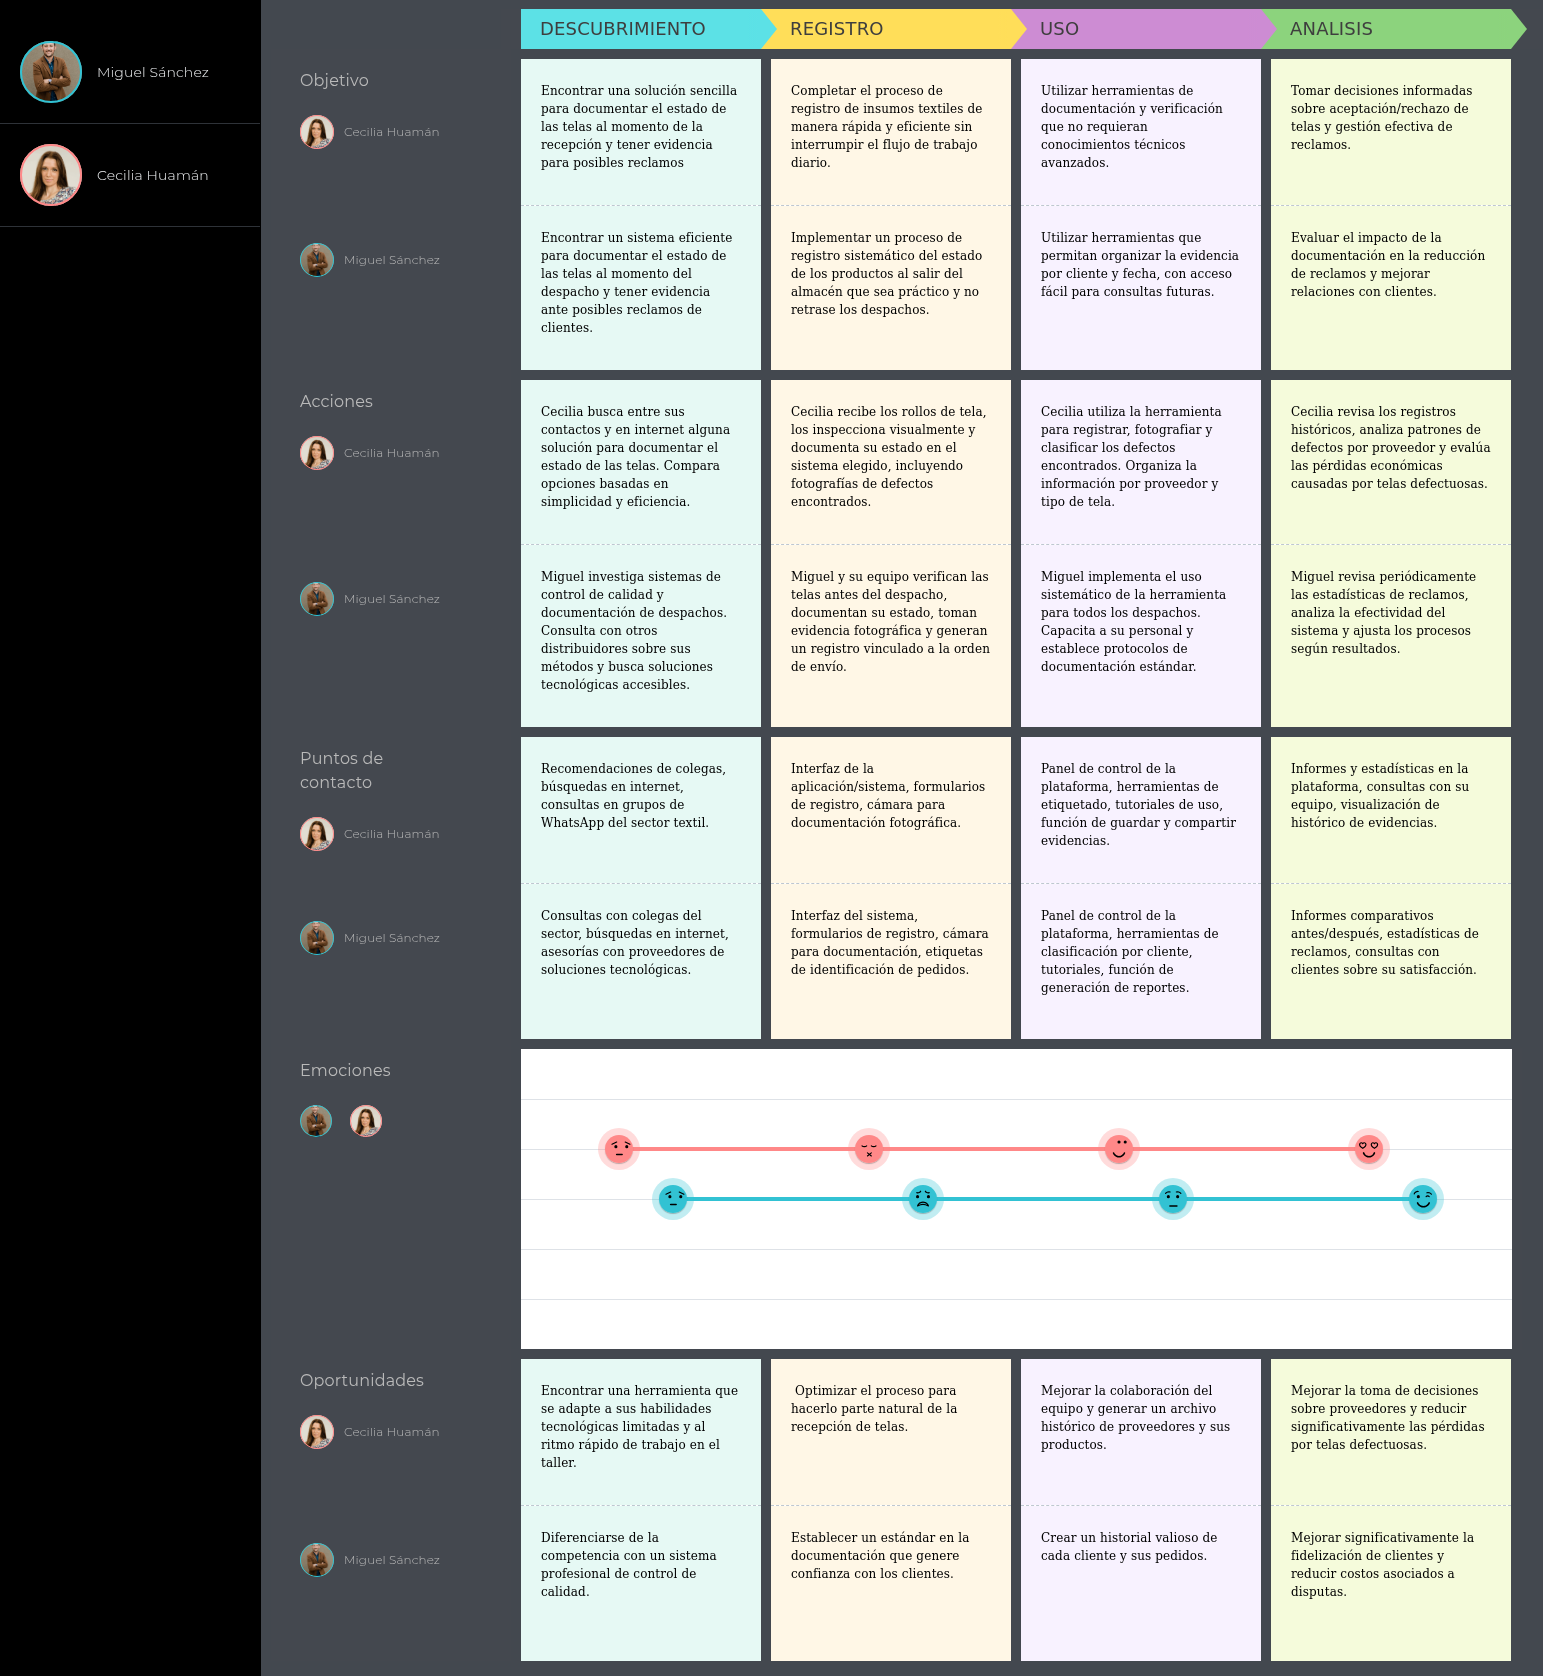 Miguel Sánchez
Cecilia Huamán
DESCUBRIMIENTO
REGISTRO
USO
ANALISIS
Objetivo
Cecilia Huamán
Encontrar una solución sencilla
para documentar el estado de
las telas al momento de la
recepción y tener evidencia
para posibles reclamos
Completar el proceso de
registro de insumos textiles de
manera rápida y eficiente sin
interrumpir el flujo de trabajo
diario.
Utilizar herramientas de
documentación y verificación
que no requieran
conocimientos técnicos
avanzados.
Tomar decisiones informadas
sobre aceptación/rechazo de
telas y gestión efectiva de
reclamos.
Miguel Sánchez
Encontrar un sistema eficiente
para documentar el estado de
las telas al momento del
despacho y tener evidencia
ante posibles reclamos de
clientes.
Implementar un proceso de
registro sistemático del estado
de los productos al salir del
almacén que sea práctico y no
retrase los despachos.
Utilizar herramientas que
permitan organizar la evidencia
por cliente y fecha, con acceso
fácil para consultas futuras.
Evaluar el impacto de la
documentación en la reducción
de reclamos y mejorar
relaciones con clientes.
Acciones
Cecilia Huamán
Cecilia busca entre sus
contactos y en internet alguna
solución para documentar el
estado de las telas. Compara
opciones basadas en
simplicidad y eficiencia.
Cecilia recibe los rollos de tela,
los inspecciona visualmente y
documenta su estado en el
sistema elegido, incluyendo
fotografías de defectos
encontrados.
Cecilia utiliza la herramienta
para registrar, fotografiar y
clasificar los defectos
encontrados. Organiza la
información por proveedor y
tipo de tela.
Cecilia revisa los registros
históricos, analiza patrones de
defectos por proveedor y evalúa
las pérdidas económicas
causadas por telas defectuosas.
Miguel Sánchez
Miguel investiga sistemas de
control de calidad y
documentación de despachos.
Consulta con otros
distribuidores sobre sus
métodos y busca soluciones
tecnológicas accesibles.
Miguel y su equipo verifican las
telas antes del despacho,
documentan su estado, toman
evidencia fotográfica y generan
un registro vinculado a la orden
de envío.
Miguel implementa el uso
sistemático de la herramienta
para todos los despachos.
Capacita a su personal y
establece protocolos de
documentación estándar.
Miguel revisa periódicamente
las estadísticas de reclamos,
analiza la efectividad del
sistema y ajusta los procesos
según resultados.
Puntos de
contacto
Cecilia Huamán
Recomendaciones de colegas,
búsquedas en internet,
consultas en grupos de
WhatsApp del sector textil.
Interfaz de la
aplicación/sistema, formularios
de registro, cámara para
documentación fotográfica.
Panel de control de la
plataforma, herramientas de
etiquetado, tutoriales de uso,
función de guardar y compartir
evidencias.
Informes y estadísticas en la
plataforma, consultas con su
equipo, visualización de
histórico de evidencias.
Miguel Sánchez
Consultas con colegas del
sector, búsquedas en internet,
asesorías con proveedores de
soluciones tecnológicas.
Interfaz del sistema,
formularios de registro, cámara
para documentación, etiquetas
de identificación de pedidos.
Panel de control de la
plataforma, herramientas de
clasificación por cliente,
tutoriales, función de
generación de reportes.
Informes comparativos
antes/después, estadísticas de
reclamos, consultas con
clientes sobre su satisfacción.
Emociones
Oportunidades
Cecilia Huamán
Encontrar una herramienta que
se adapte a sus habilidades
tecnológicas limitadas y al
ritmo rápido de trabajo en el
taller.
Optimizar el proceso para
hacerlo parte natural de la
recepción de telas.
Mejorar la colaboración del
equipo y generar un archivo
histórico de proveedores y sus
productos.
Mejorar la toma de decisiones
sobre proveedores y reducir
significativamente las pérdidas
por telas defectuosas.
Miguel Sánchez
Diferenciarse de la
competencia con un sistema
profesional de control de
calidad.
Establecer un estándar en la
documentación que genere
confianza con los clientes.
Crear un historial valioso de
cada cliente y sus pedidos.
Mejorar significativamente la
fidelización de clientes y
reducir costos asociados a
disputas.